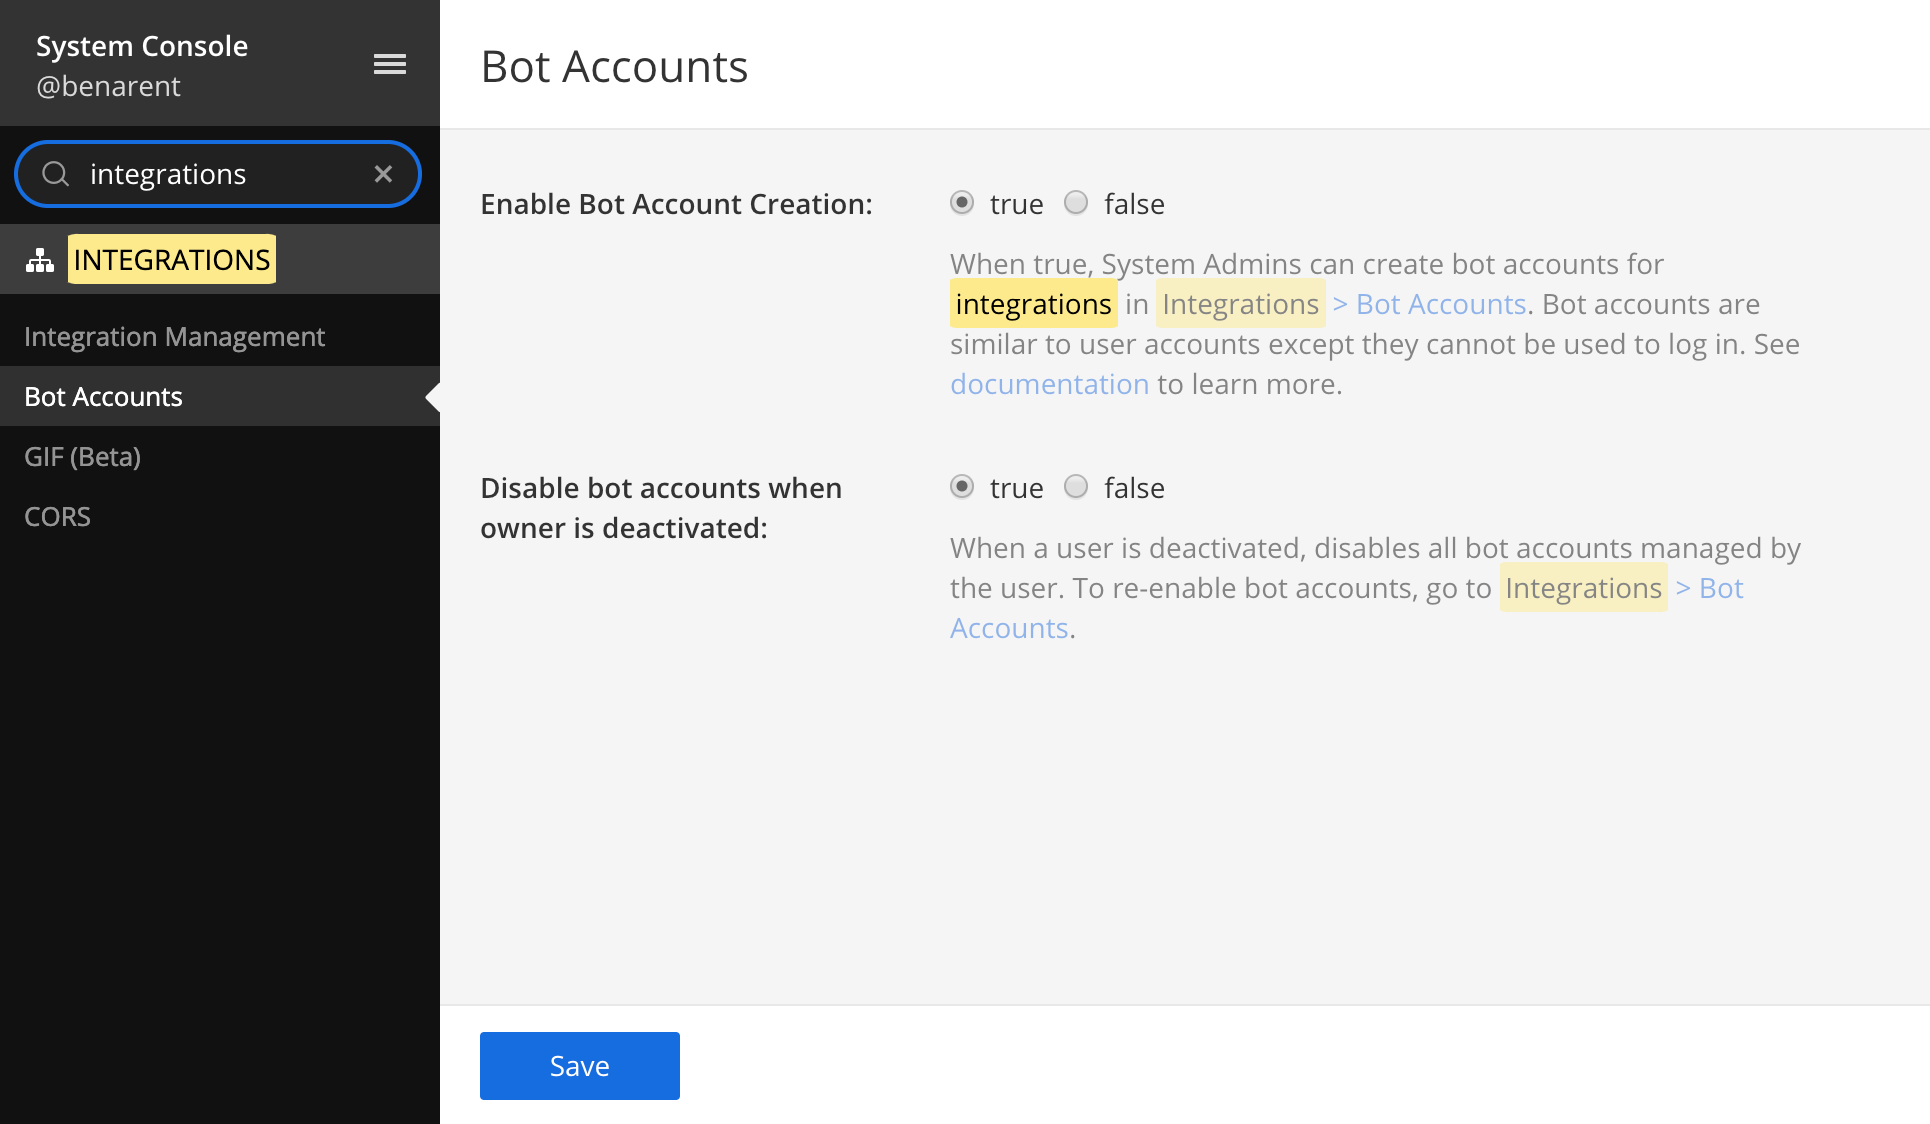 System Console
@benarent
integrations
INTEGRATIONS
Integration Management
Bot Accounts
GIF (Beta)
CORS
Bot Accounts
Enable Bot Account Creation:
true false
When true, System Admins can create bot accounts for
integrations in Integrations > Bot Accounts. Bot accounts are
similar to user accounts except they cannot be used to log in. See
documentation to learn more.
Disable bot accounts when
owner is deactivated:
true false
When a user is deactivated, disables all bot accounts managed by
the user. To re-enable bot accounts, go to Integrations > Bot
Accounts.
Save